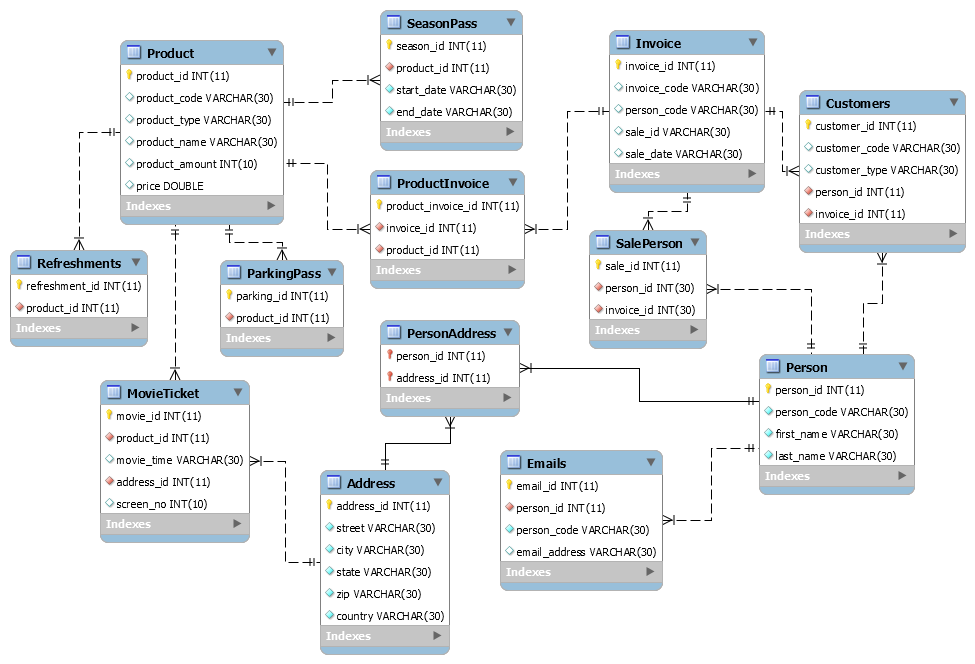 Product
product_id INT(11)
product_code VARCHAR(30)
product_type VARCHAR(30)
product_name VARCHAR(30)
product_amount INT(10)
price DOUBLE
Indexes
SeasonPass
season_id INT(11)
product_id INT(11)
start_date VARCHAR(30)
end_date VARCHAR(30)
Indexes
Invoice
invoice_id INT(11)
invoice_code VARCHAR(30)
person_code VARCHAR(30)
sale_id VARCHAR(30)
sale_date VARCHAR(30)
Indexes
Customers
customer_id INT(11)
customer_code VARCHAR(30)
customer_type VARCHAR(30)
person_id INT(11)
invoice_id INT(11)
Indexes
ProductInvoice
product_invoice_id INT(11)
invoice_id INT(11)
product_id INT(11)
Indexes
SalePerson
sale_id INT(11)
person_id INT(30)
invoice_id INT(30)
Indexes
Refreshments
refreshment_id INT(11)
product_id INT(11)
Indexes
ParkingPass
parking_id INT(11)
product_id INT(11)
Indexes
PersonAddress
person_id INT(11)
address_id INT(11)
Indexes
Person
person_id INT(11)
person_code VARCHAR(30)
first_name VARCHAR(30)
last_name VARCHAR(30)
Indexes
MovieTicket
movie_id INT(11)
product_id INT(11)
movie_time VARCHAR(30)
address_id INT(11)
screen_no INT(10)
Indexes
Address
address_id INT(11)
street VARCHAR(30)
city VARCHAR(30)
state VARCHAR(30)
zip VARCHAR(30)
country VARCHAR(30)
Indexes
Emails
email_id INT(11)
person_id INT(11)
person_code VARCHAR(30)
email_address VARCHAR(30)
Indexes